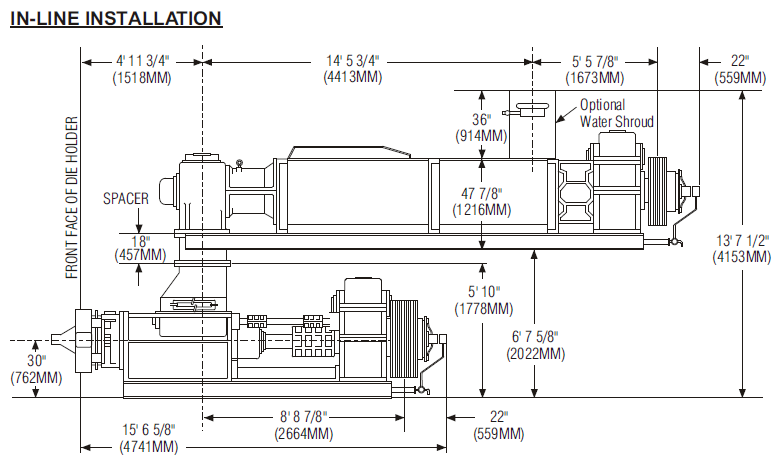 IN-LINE INSTALLATION
4' 11 3/4"
(1518MM)
14' 5 3/4"
(4413MM)
5' 5 7/8"
(1673MM)
22"
(559MM)
36"
(914MM)
Optional
Water Shroud
FRONT FACE OF DIE HOLDER
SPACER
47 7/8"
(1216MM)
18"
(457MM)
13' 7 1/2"
(4153MM)
5' 10"
(1778MM)
6' 7 5/8"
(2022MM)
30"
(762MM)
8' 8 7/8"
(2664MM)
22"
(559MM)
15' 6 5/8"
(4741MM)